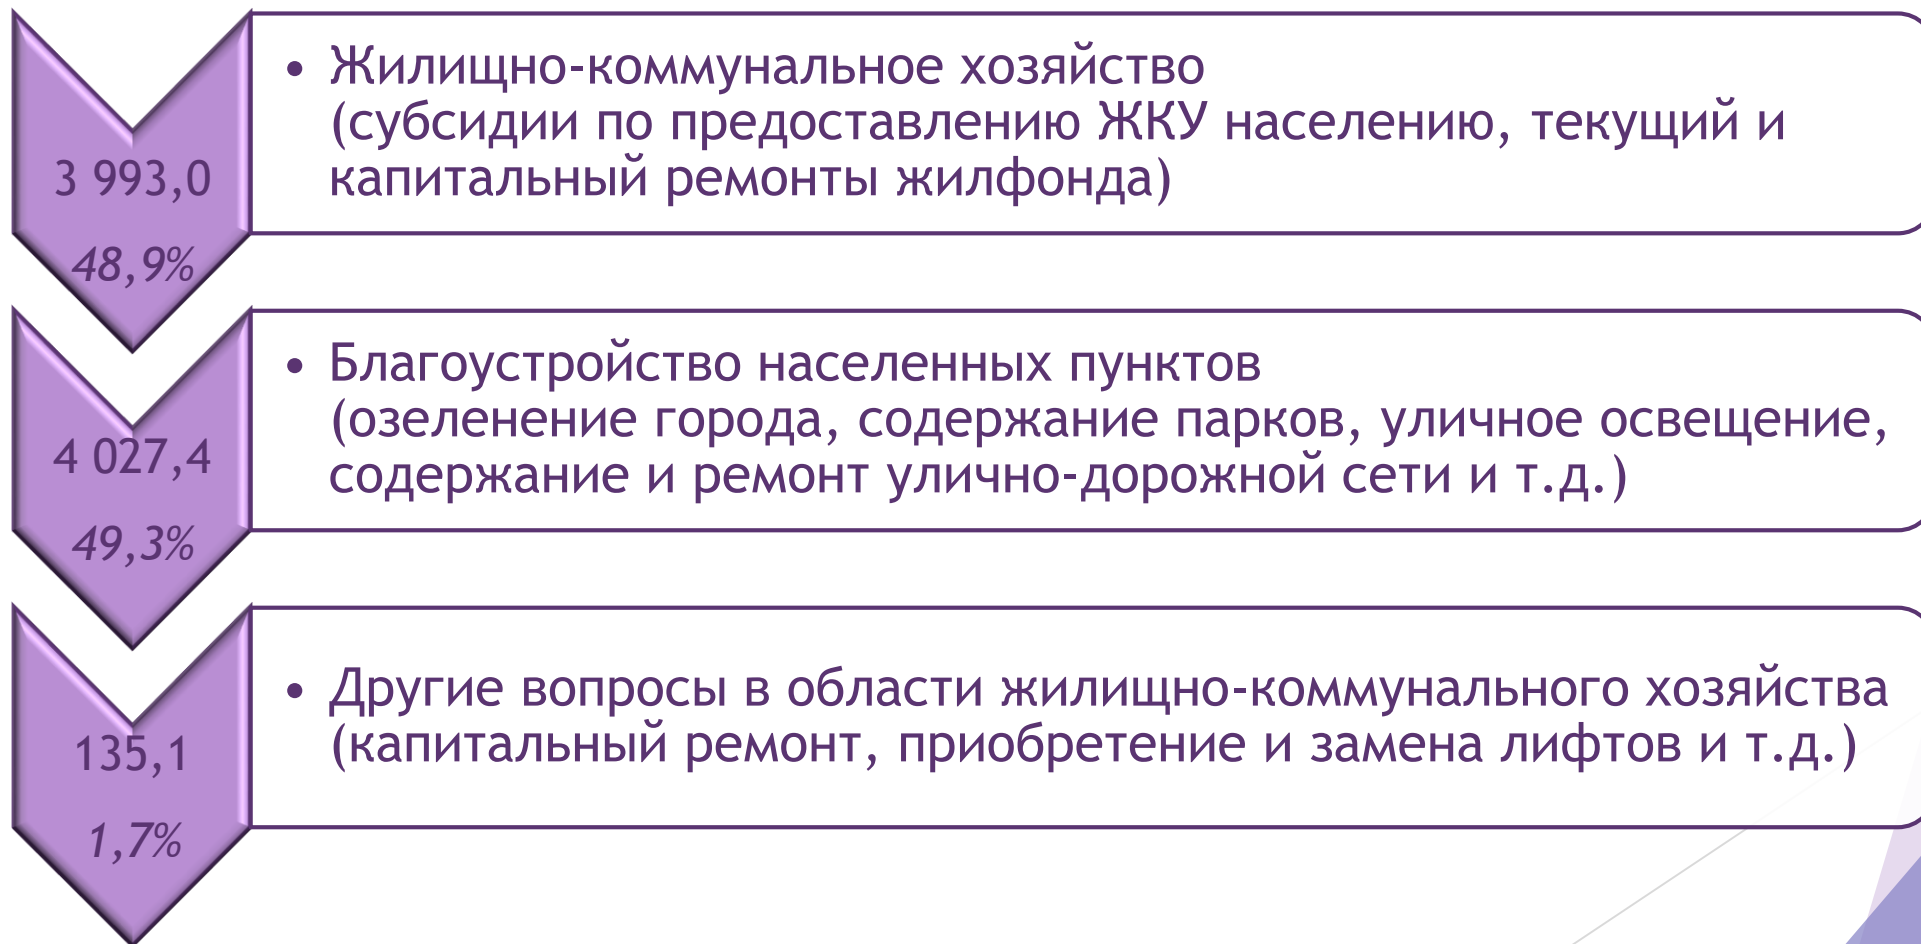 3 993,0
48,9%
• Жилищно-коммунальное хозяйство
(субсидии по предоставлению ЖКУ населению, текущий и
капитальный ремонты жилфонда)
4 027,4
49,3%
• Благоустройство населенных пунктов
(озеленение города, содержание парков, уличное освещение,
содержание и ремонт улично-дорожной сети и т.д.)
135,1
1,7%
• Другие вопросы в области жилищно-коммунального хозяйства
(капитальный ремонт, приобретение и замена лифтов и т.д.)